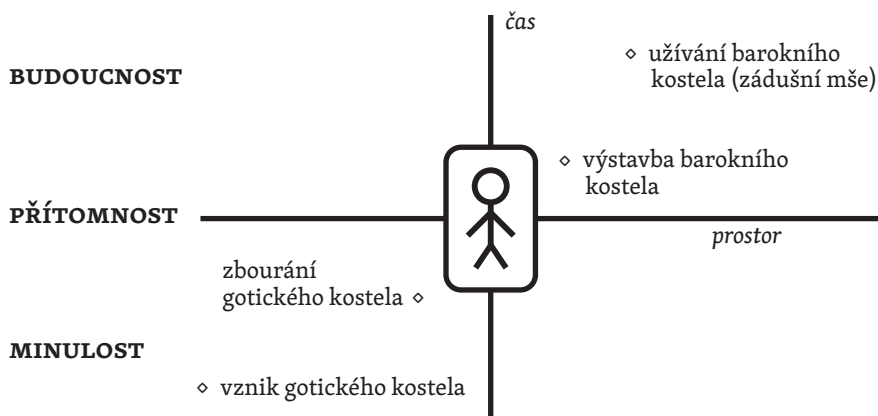 čas
◇ užívání barokního
kostela (zádušní mše)
BUDOUCNOST
◇ výstavba barokního
kostela
PŘÍTOMNOST
prostor
zbourání
gotického kostela ◇
MINULOST
◇ vznik gotického kostela